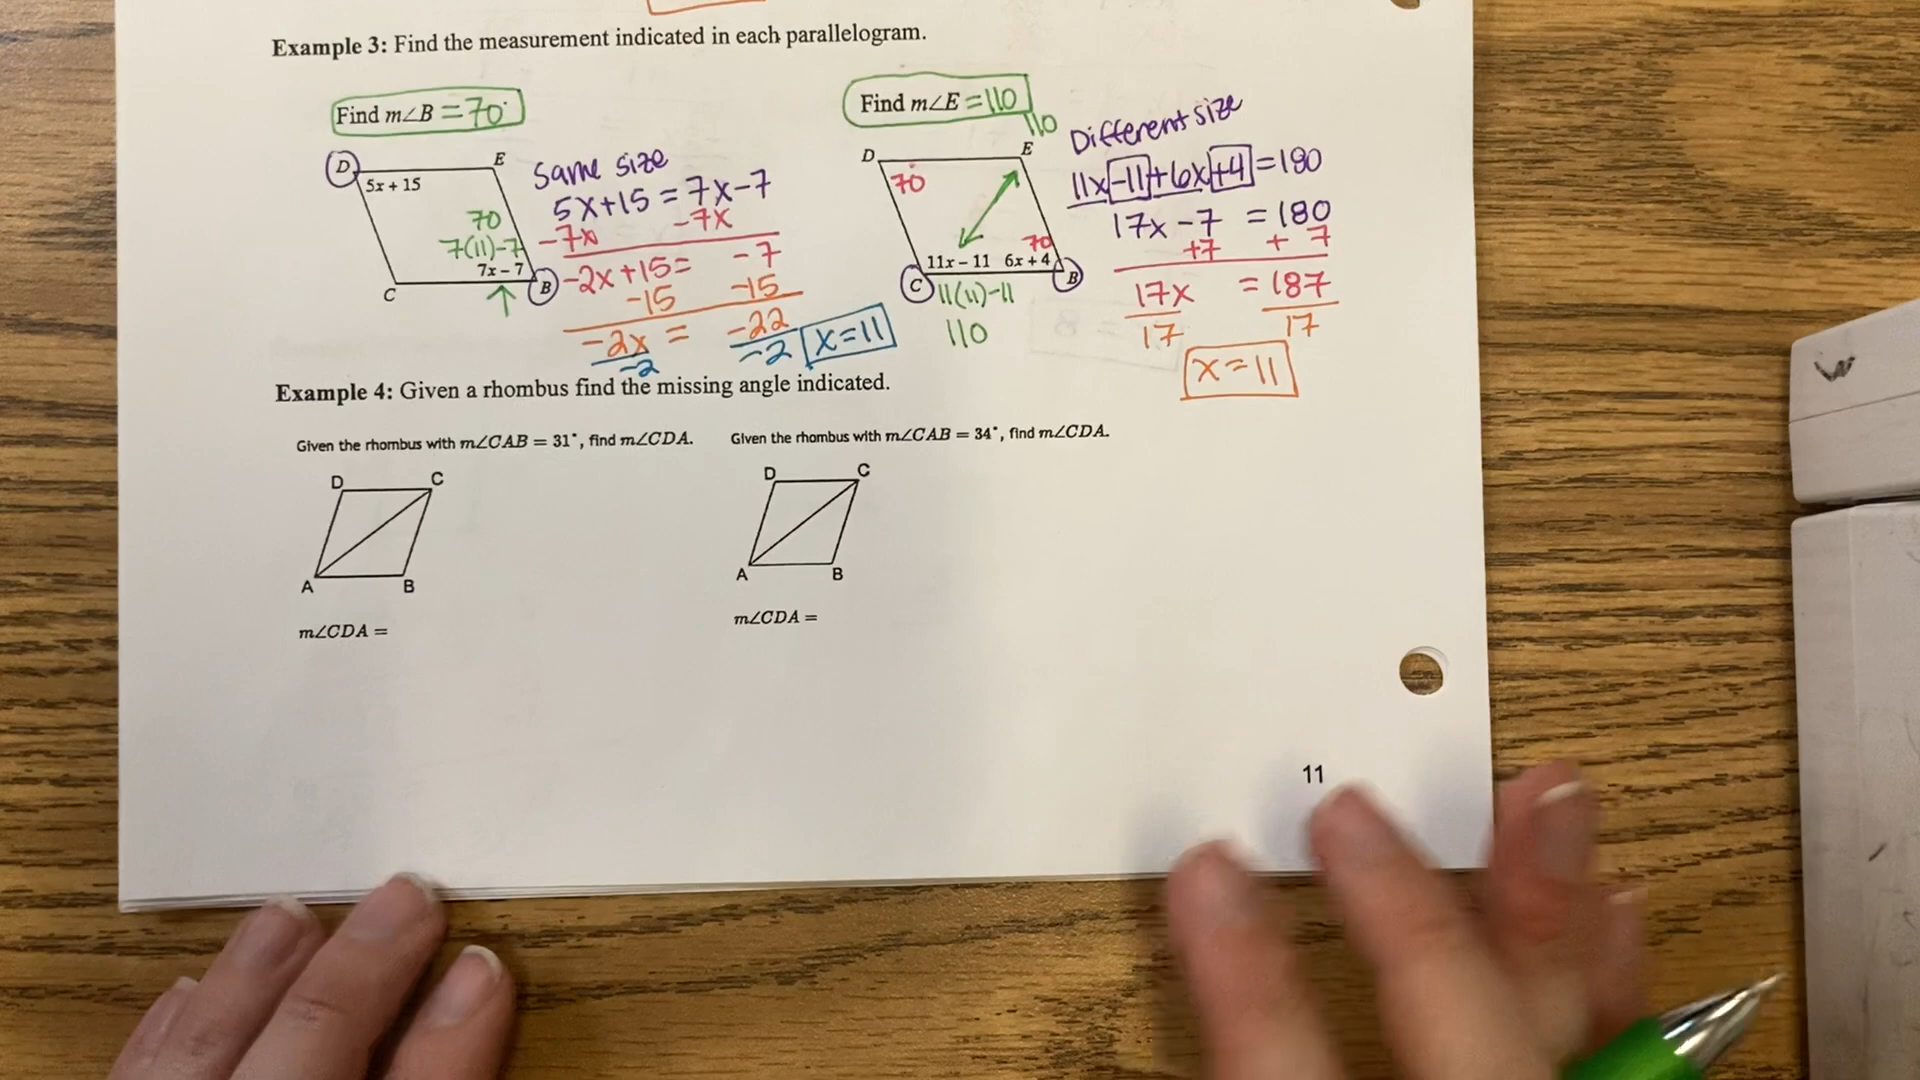 Example 3: Find the measurement indicated in each parallelogram.
Find m∠B = 70°
D
E
5x + 15
70
7(11)-7
7x – 7
C
B
Same size
5x+15 = 7x-7
-7x -7x
-2x+15 = -7
-15 -15
-2x = -22
-2 -2
x=11
Find m∠E = 110
110
D
E
70
70
11x – 11 6x + 4
C
B
11(11)-11
110
Different size
11x-11+6x+4=180
17x-7 = 180
+7 + 7
17x = 187
17 17
x=11
Example 4: Given a rhombus find the missing angle indicated.
Given the rhombus with m∠CAB = 31°, find m∠CDA.
D
C
A
B
m∠CDA =
Given the rhombus with m∠CAB = 34°, find m∠CDA.
D
C
A
B
m∠CDA =
11